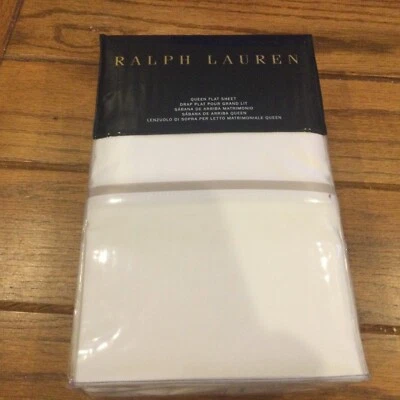 RALPH LAUREN
QUEEN FLAT SHEET
DRAP PLAT POUR GRAND LIT
SÁBANA DE ARRIBA MATRIMONIO
SÁBANA DE ARRIBA QUEEN
LENZUOLO DI SOPRA PER LETTO MATRIMONIALE QUEEN